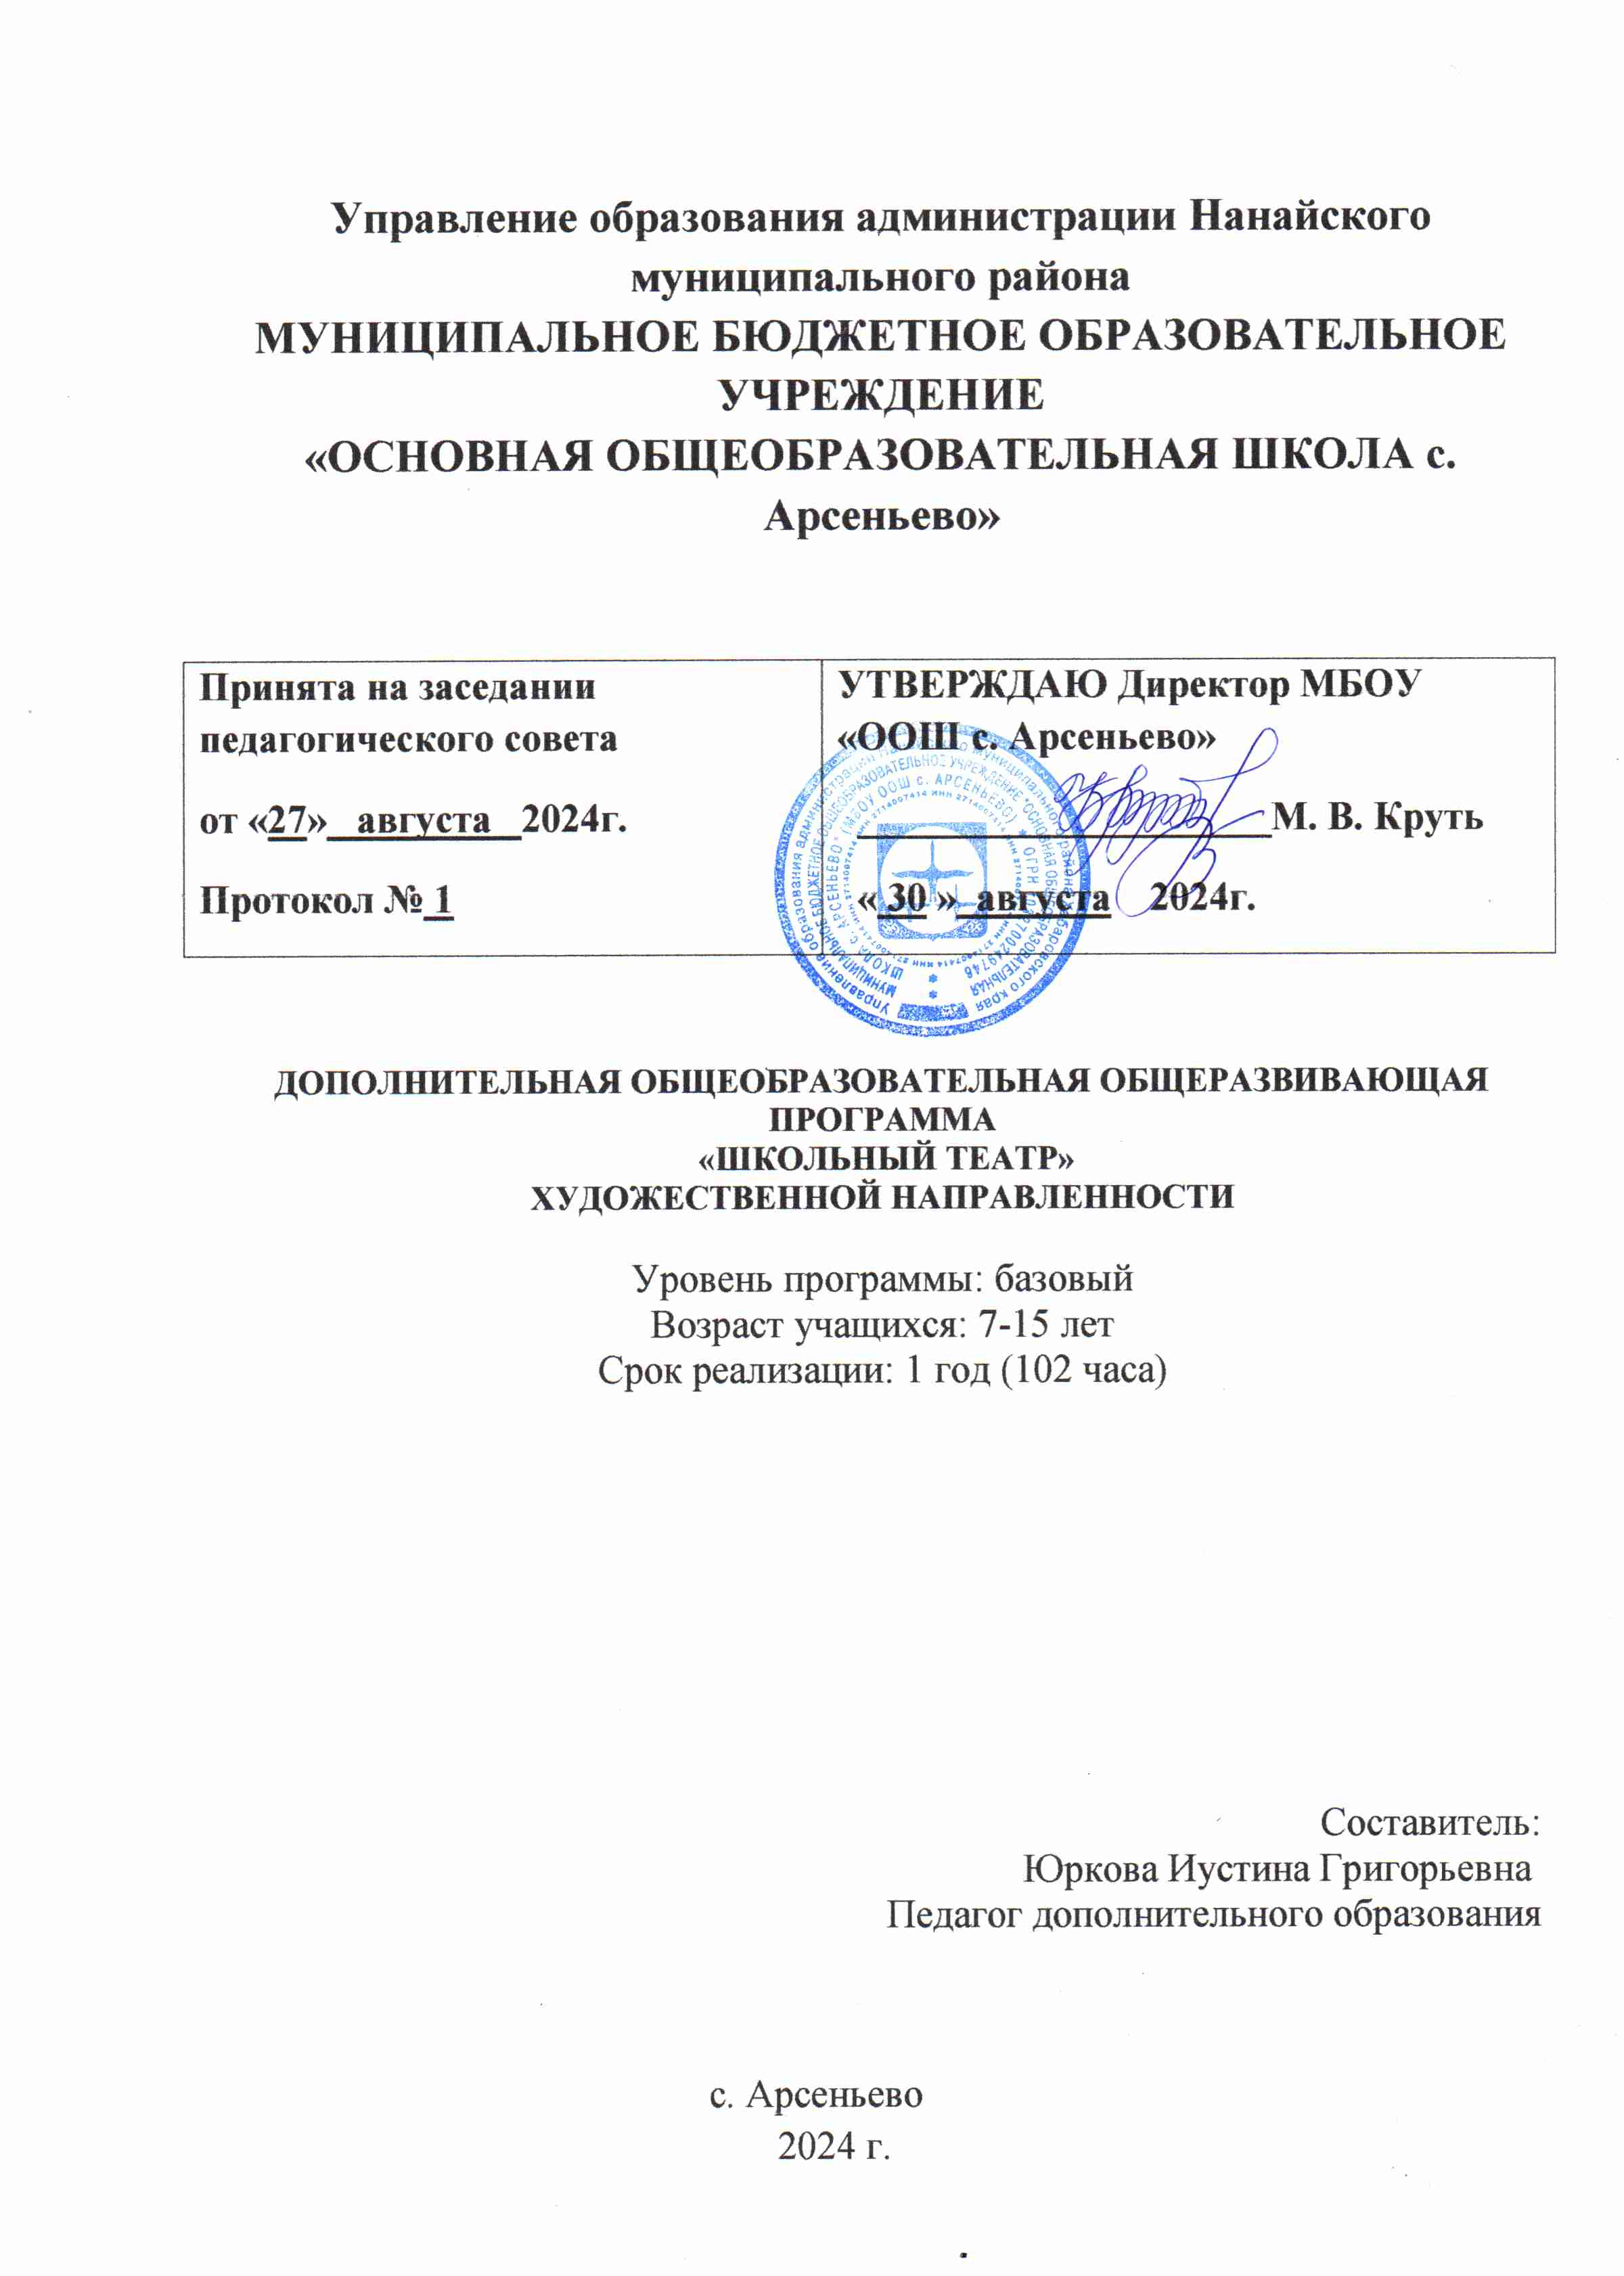 Управление образования администрации Нанайского
муниципального района
МУНИЦИПАЛЬНОЕ БЮДЖЕТНОЕ ОБРАЗОВАТЕЛЬНОЕ
УЧРЕЖДЕНИЕ
«ОСНОВНАЯ ОБЩЕОБРАЗОВАТЕЛЬНАЯ ШКОЛА с.
Арсеньево»
Принята на заседании
педагогического совета
от «27» августа 2024г.
Протокол № 1
УТВЕРЖДАЮ Директор МБОУ
«ООШ с. Арсеньево»
М. В. Круть
« 30 » августа 2024г.
ДОПОЛНИТЕЛЬНАЯ ОБЩЕОБРАЗОВАТЕЛЬНАЯ ОБЩЕРАЗВИВАЮЩАЯ
ПРОГРАММА
«ШКОЛЬНЫЙ ТЕАТР»
ХУДОЖЕСТВЕННОЙ НАПРАВЛЕННОСТИ
Уровень программы: базовый
Возраст учащихся: 7-15 лет
Срок реализации: 1 год (102 часа)
Составитель:
Юркова Иустина Григорьевна
Педагог дополнительного образования
с. Арсеньево
2024 г.